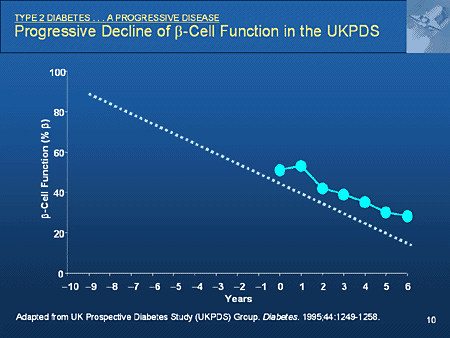 TYPE 2 DIABETES . . . A PROGRESSIVE DISEASE
Progressive Decline of β-Cell Function in the UKPDS
100
80
60
40
20
0
β-Cell Function (% β)
–10 –9 –8 –7 –6 –5 –4 –3 –2 –1 0 1 2 3 4 5 6
Years
Adapted from UK Prospective Diabetes Study (UKPDS) Group. Diabetes. 1995;44:1249-1258.
10